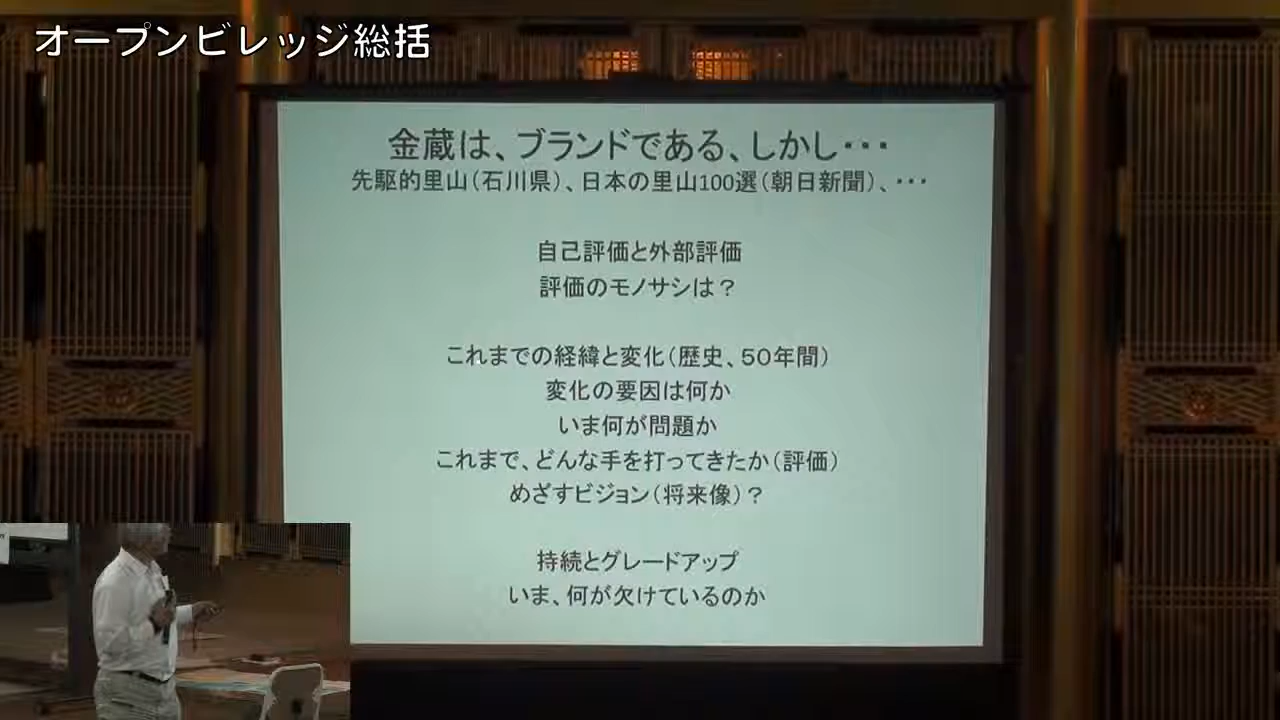 オープンビレッジ総括
金蔵は、ブランドである、しかし・・・
先駆的里山（石川県）、日本の里山100選（朝日新聞）、・・・
自己評価と外部評価
評価のモノサシは？
これまでの経緯と変化（歴史、５０年間）
変化の要因は何か
いま何が問題か
これまで、どんな手を打ってきたか（評価）
めざすビジョン（将来像）？
持続とグレードアップ
いま、何が欠けているのか